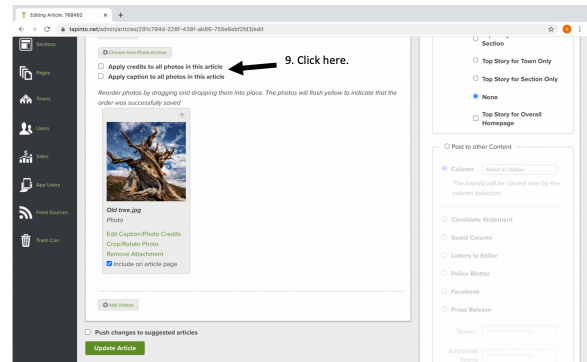 Editing Article: 768462
tapinto.net/admin/articles/291c794d-228f-438f-ab86-755e6ebf2fd3/edit
Sections
Pages
Towns
Users
Sales
App Users
Feed Sources
Trash Can
Choose from Photo Archive
Apply credits to all photos in this article
Apply caption to all photos in this article
9. Click here.
Reorder photos by dragging and dropping them into place. The photos will flash yellow to indicate that the
order was successfully saved
Old tree.jpg
Photo
Edit Caption/Photo Credits
Crop/Rotate Photo
Remove Attachment
Include on article page
Add Videos
Push changes to suggested articles
Update Article
Section
Top Story for Town Only
Top Story for Section Only
None
Top Story for Overall
Homepage
Post to other Content
Column
Select an Option
The town(s) will be carried over by the
column selection.
Candidate Statement
Guest Column
Letters to Editor
Police Blotter
Facebook
Press Release
Towns
Additional
Towns